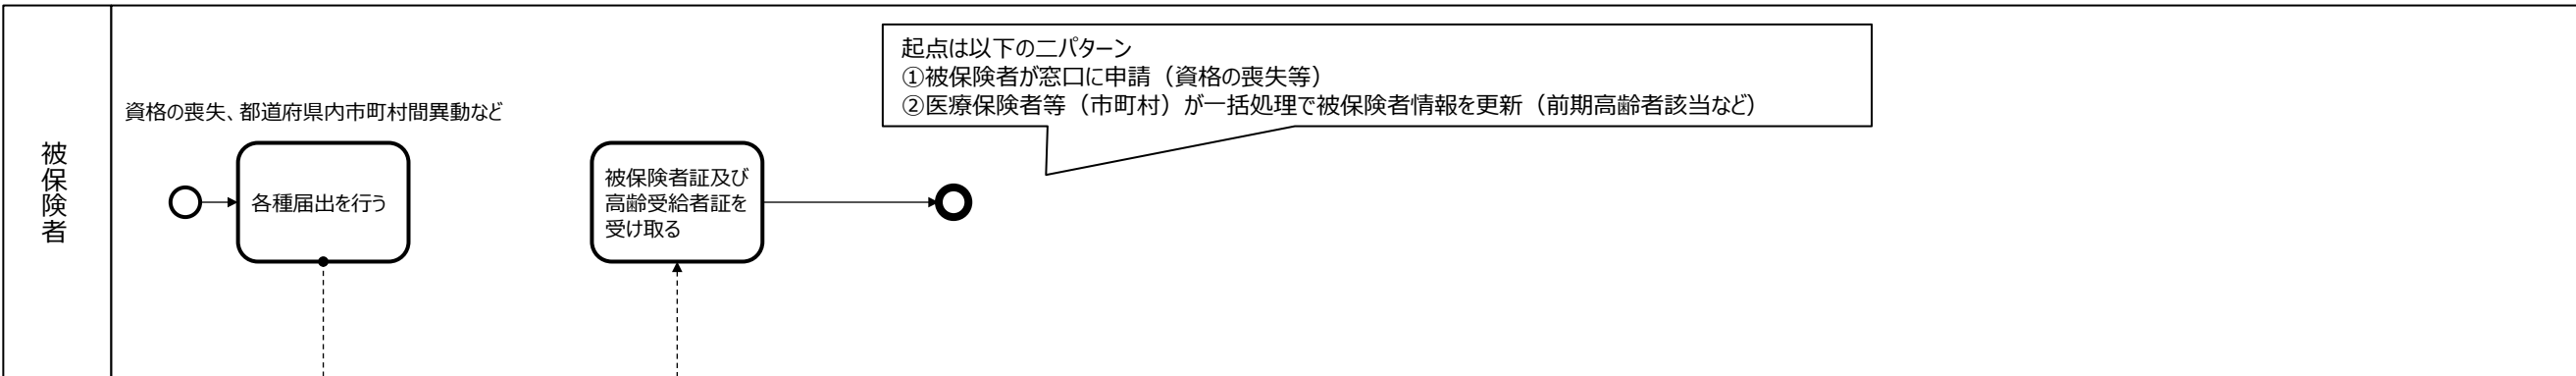 被保険者
資格の喪失、都道府県内市町村間異動など
各種届出を行う
被保険者証及び
高齢受給者証を
受け取る
起点は以下の二パターン
①被保険者が窓口に申請（資格の喪失等）
②医療保険者等（市町村）が一括処理で被保険者情報を更新（前期高齢者該当など）